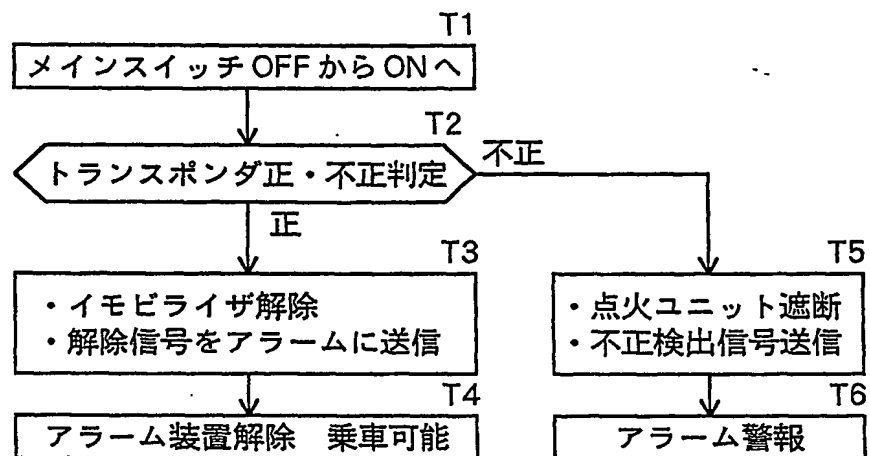 T1
メインスイッチOFFからONへ
T2
トランスポンダ正・不正判定
不正
正
T3
・イモビライザ解除
・解除信号をアラームに送信
T5
・点火ユニット遮断
・不正検出信号送信
T4
アラーム装置解除 乗車可能
T6
アラーム警報